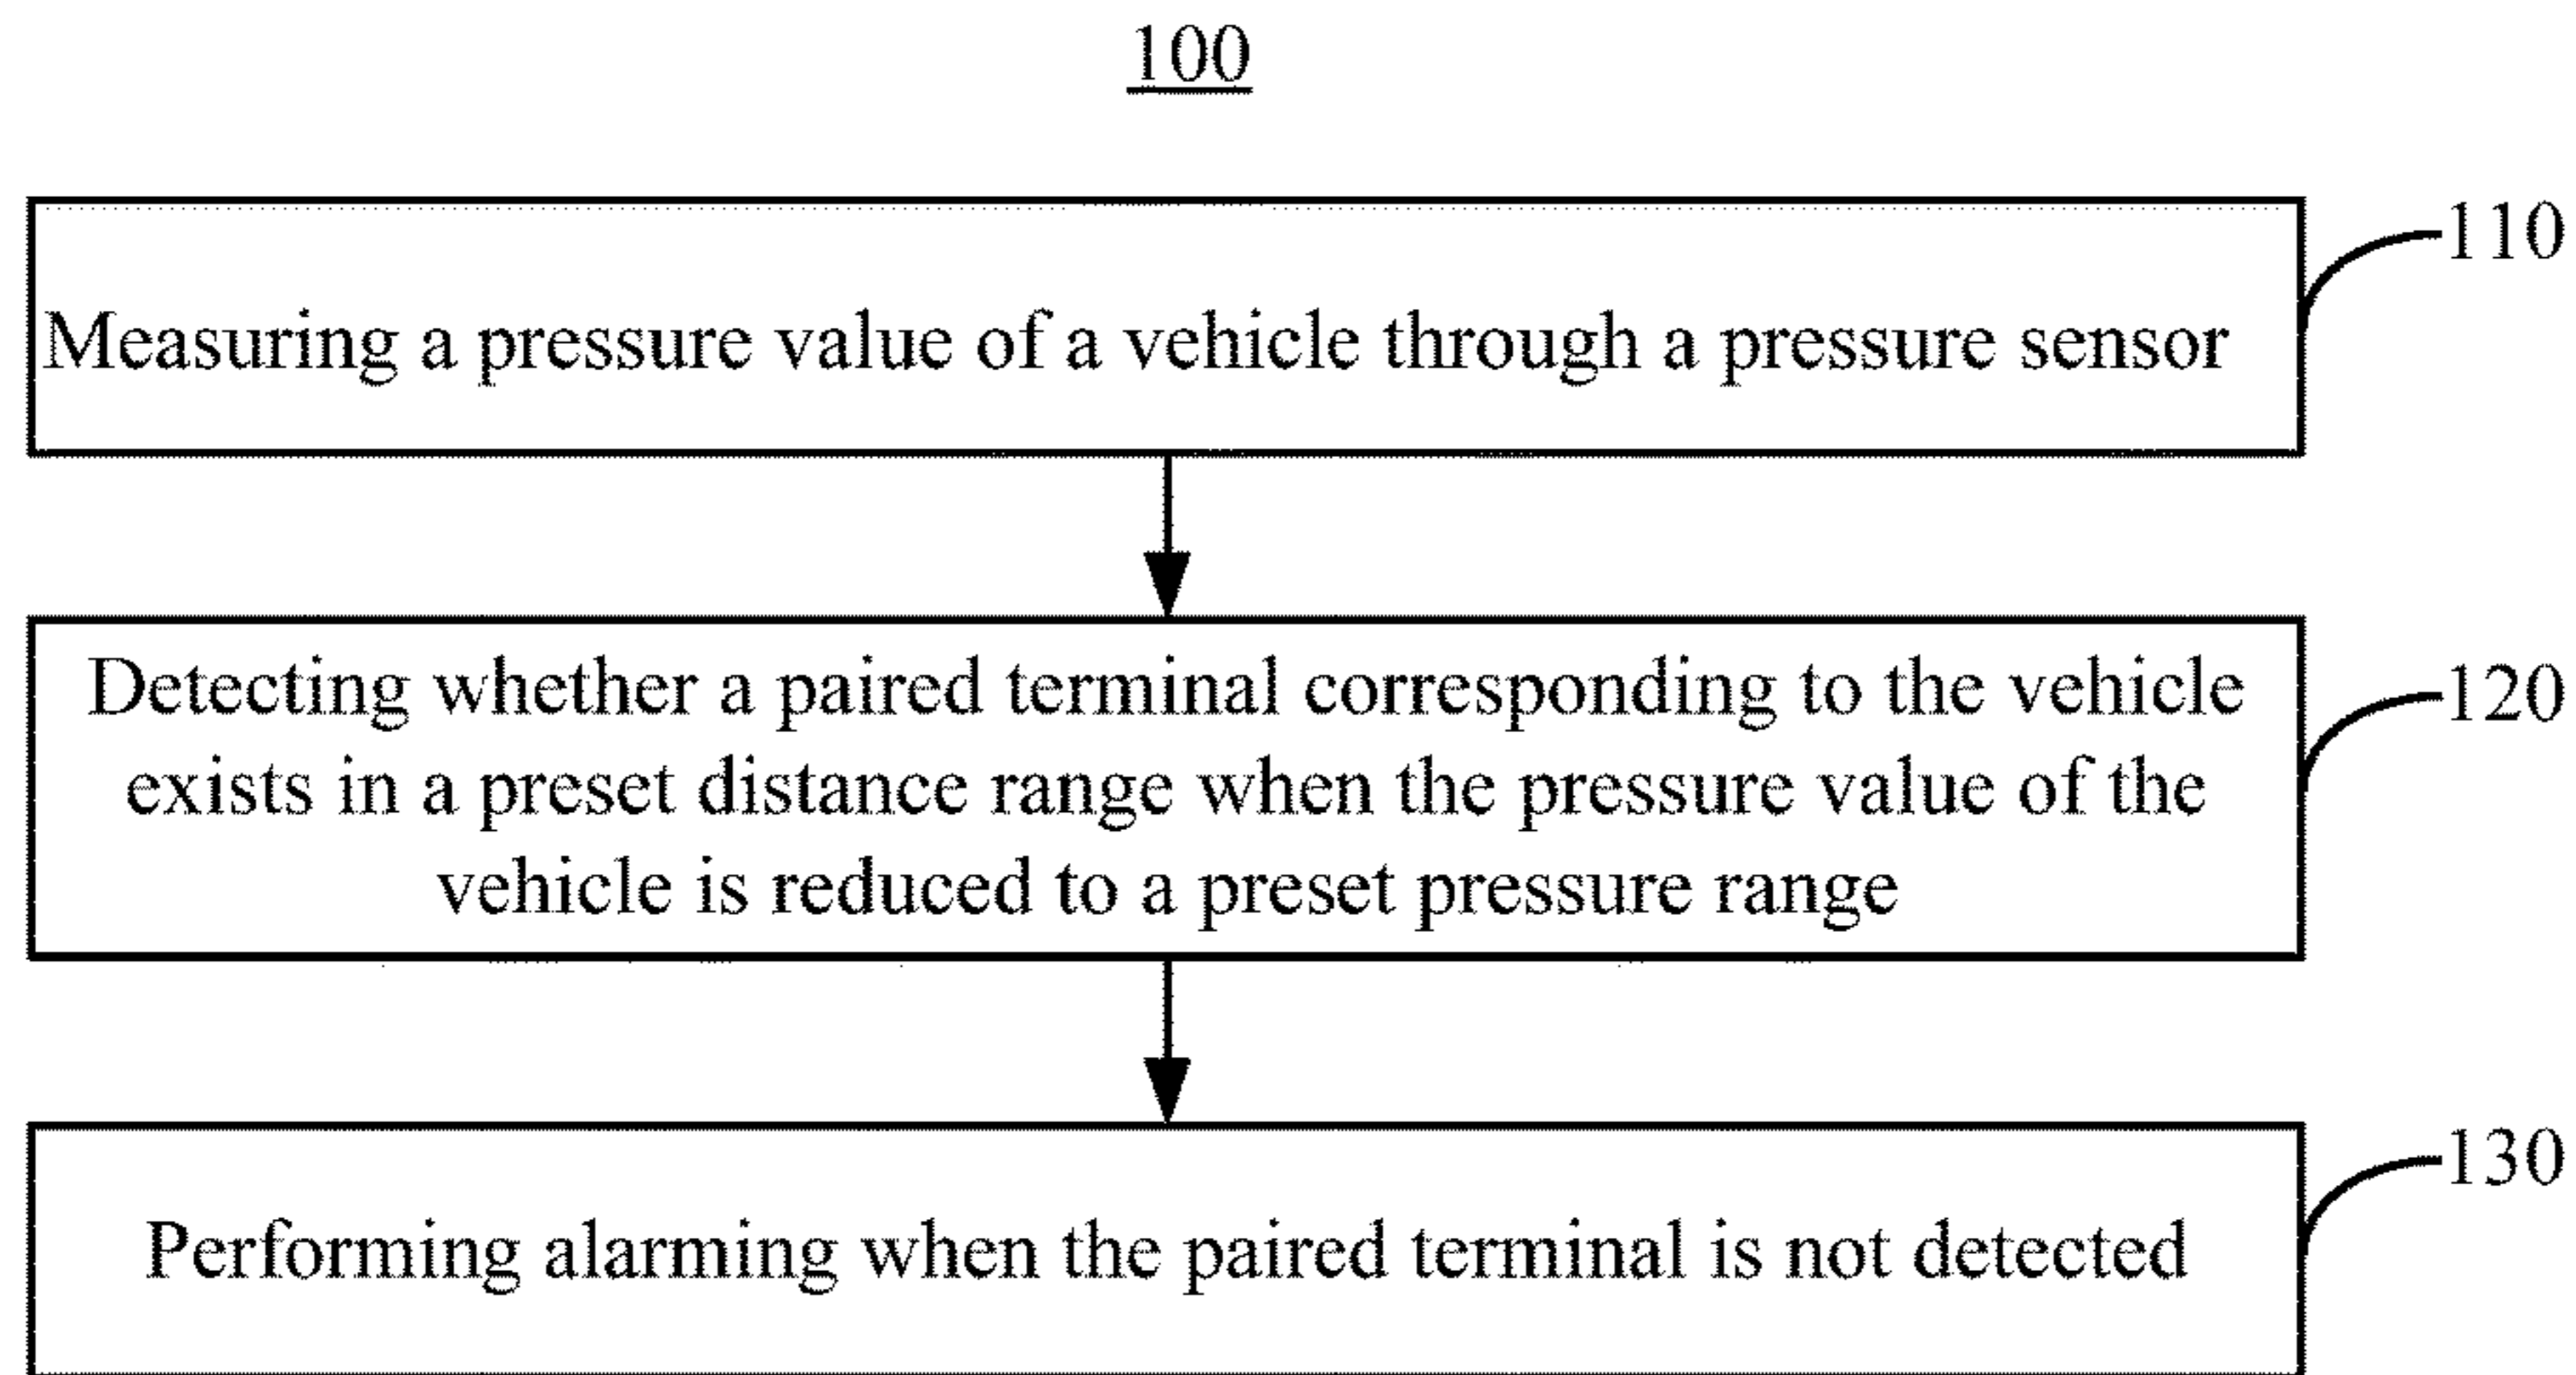 100
Measuring a pressure value of a vehicle through a pressure sensor
110
Detecting whether a paired terminal corresponding to the vehicle
exists in a preset distance range when the pressure value of the
vehicle is reduced to a preset pressure range
120
Performing alarming when the paired terminal is not detected
130